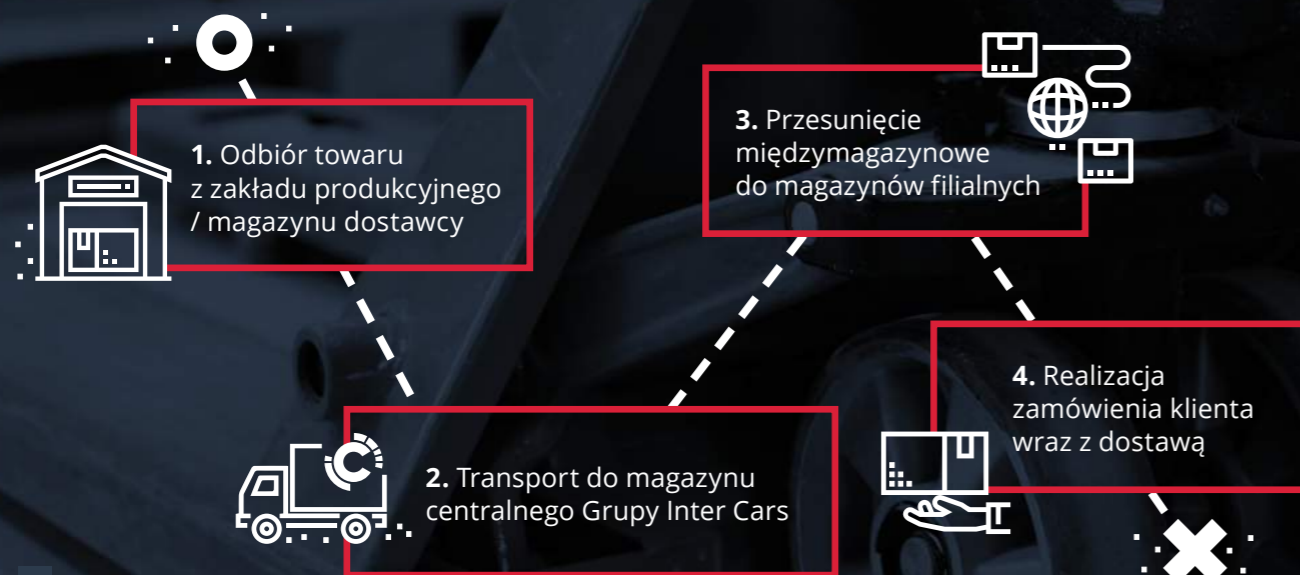 1. Odbiór towaru
z zakładu produkcyjnego
/ magazynu dostawcy
2. Transport do magazynu
centralnego Grupy Inter Cars
3. Przesunięcie
międzymagazynowe
do magazynów filialnych
4. Realizacja
zamówienia klienta
wraz z dostawą